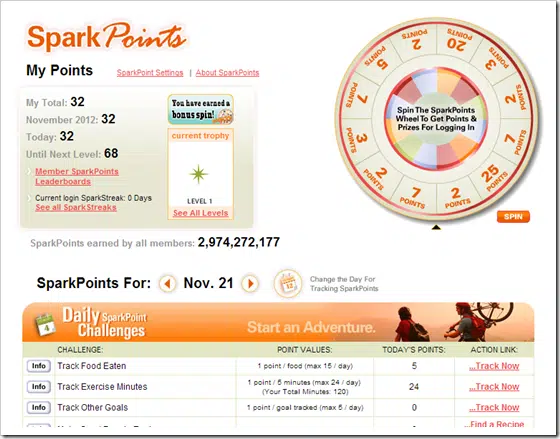 SparkPoints
My Points
SparkPoint Settings | About SparkPoints
My Total: 32
November 2012: 32
Today: 32
Until Next Level: 68
Member SparkPoints
Leaderboards
Current login SparkStreak: 0 Days
See all SparkStreaks
You have earned a
bonus spin!
current trophy
LEVEL 1
See All Levels
SparkPoints earned by all members: 2,974,272,177
Spin The SparkPoints
Wheel To Get Points &
Prizes For Logging In
20 POINTS
3 POINTS
2 POINTS
7 POINTS
25 POINTS
2 POINTS
7 POINTS
2 POINTS
3 POINTS
7 POINTS
5 POINTS
2 POINTS
SPIN
SparkPoints For:
Nov. 21
12
Change the Day For
Tracking SparkPoints
4
Daily SparkPoint
Challenges
Start an Adventure.
CHALLENGE: POINT VALUES: TODAY'S POINTS: ACTION LINK:
Info Track Food Eaten 1 point / food (max 15 / day) 5 ...Track Now
Info Track Exercise Minutes 1 point / 5 minutes (max 24 / day) 24 ...Track Now
(Your Total Minutes: 120)
Info Track Other Goals 1 point / goal tracked (max 5 / day) 0 ...Track Now
...Find a Recipe